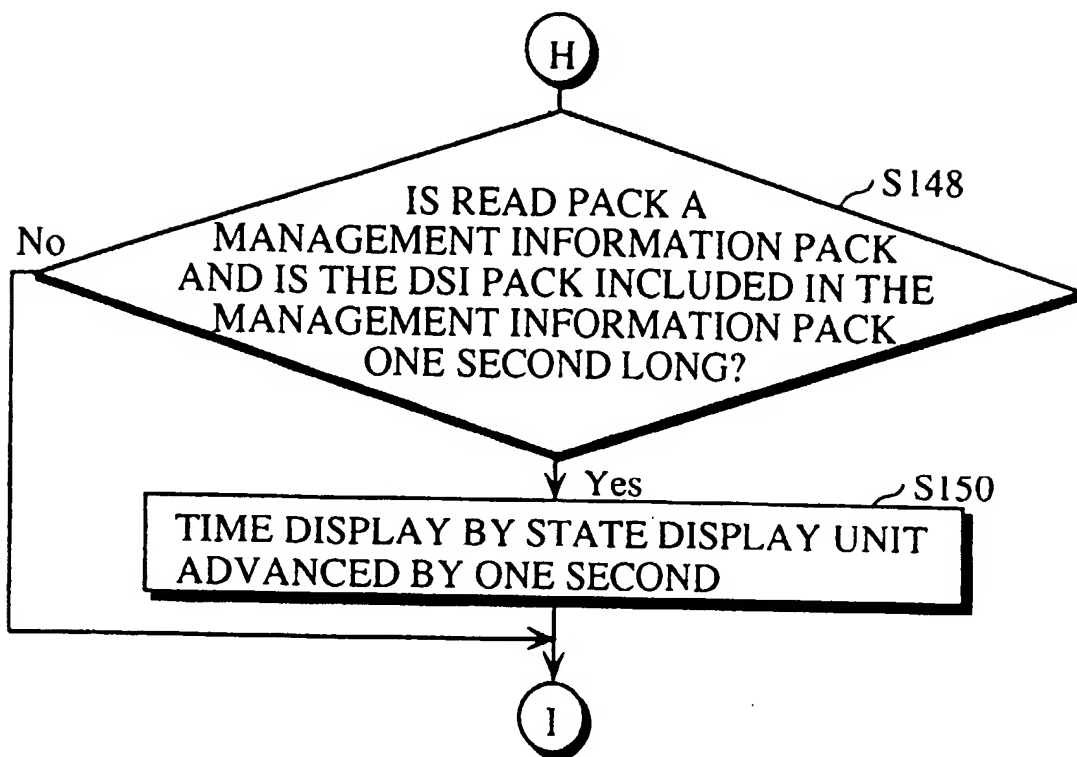 H
S148
IS READ PACK A
MANAGEMENT INFORMATION PACK
AND IS THE DSI PACK INCLUDED IN THE
MANAGEMENT INFORMATION PACK
ONE SECOND LONG?
No
Yes
S150
TIME DISPLAY BY STATE DISPLAY UNIT
ADVANCED BY ONE SECOND
I